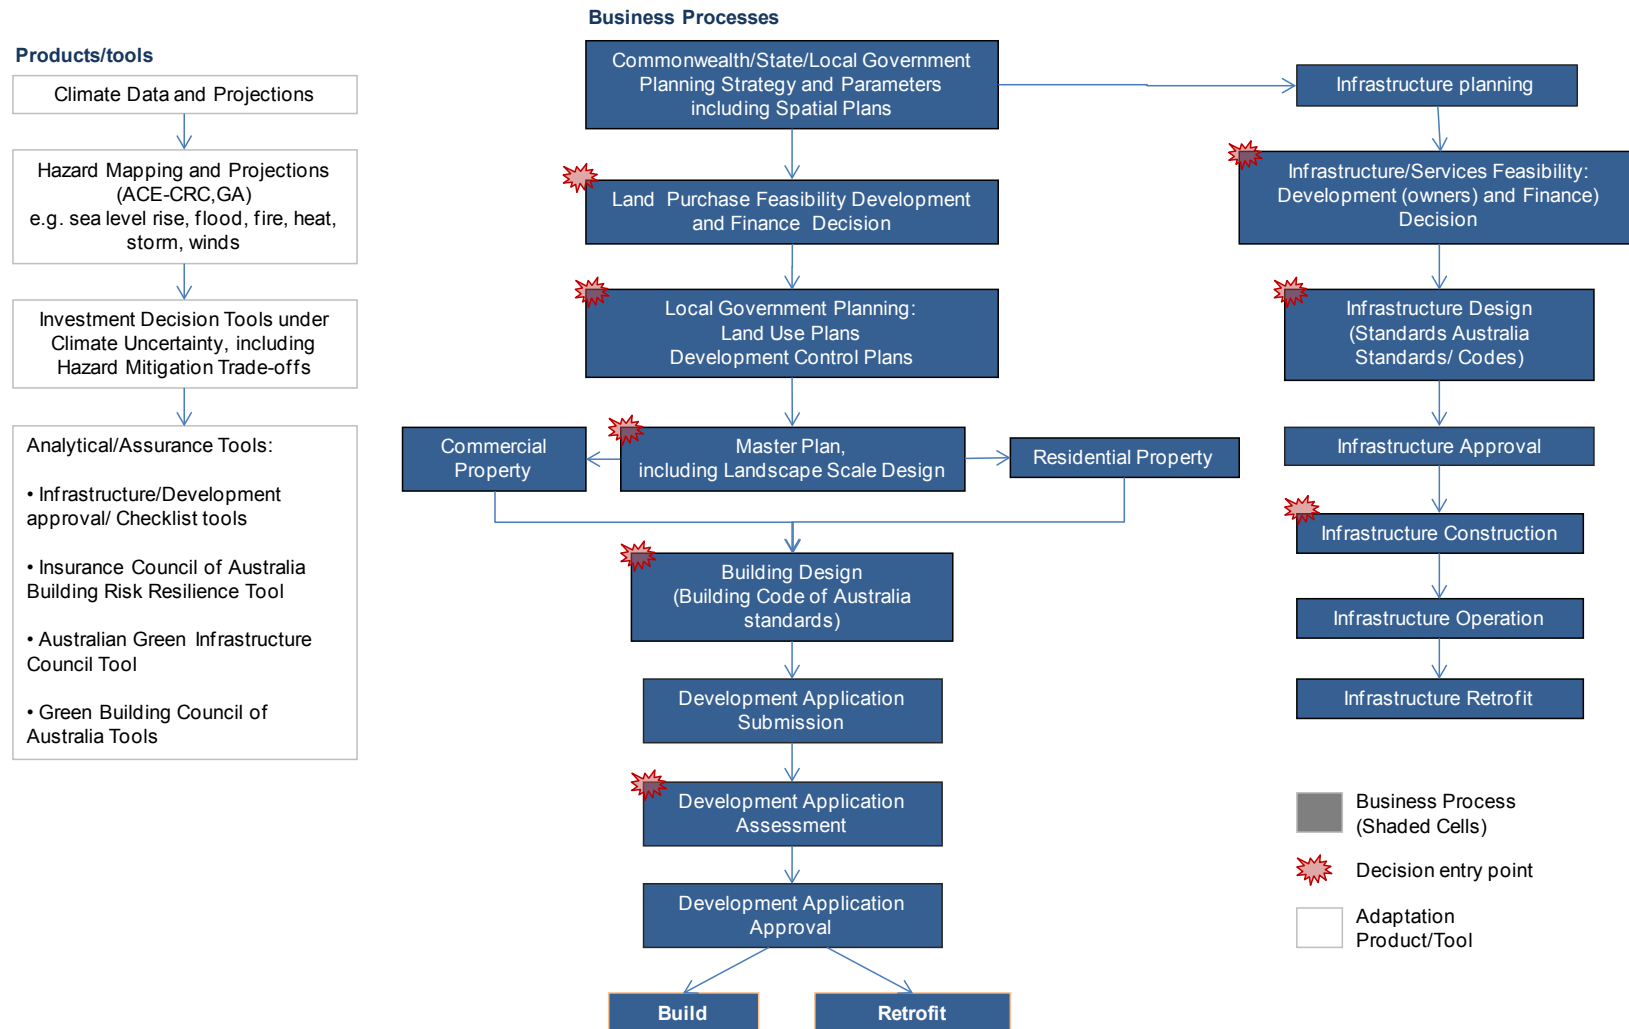 Business Processes
Products/tools
Climate Data and Projections
Hazard Mapping and Projections
(ACE-CRC,GA)
e.g. sea level rise, flood, fire, heat,
storm, winds
Investment Decision Tools under
Climate Uncertainty, including
Hazard Mitigation Trade-offs
Analytical/Assurance Tools:
• Infrastructure/Development
approval/ Checklist tools
• Insurance Council of Australia
Building Risk Resilience Tool
• Australian Green Infrastructure
Council Tool
• Green Building Council of
Australia Tools
Commonwealth/State/Local Government
Planning Strategy and Parameters
including Spatial Plans
Land Purchase Feasibility Development
and Finance Decision
Local Government Planning:
Land Use Plans
Development Control Plans
Commercial
Property
Master Plan,
including Landscape Scale Design
Residential Property
Building Design
(Building Code of Australia
standards)
Development Application
Submission
Development Application
Assessment
Development Application
Approval
Build
Retrofit
Infrastructure planning
Infrastructure/Services Feasibility:
Development (owners) and Finance)
Decision
Infrastructure Design
(Standards Australia
Standards/ Codes)
Infrastructure Approval
Infrastructure Construction
Infrastructure Operation
Infrastructure Retrofit
Business Process
(Shaded Cells)
Decision entry point
Adaptation
Product/Tool